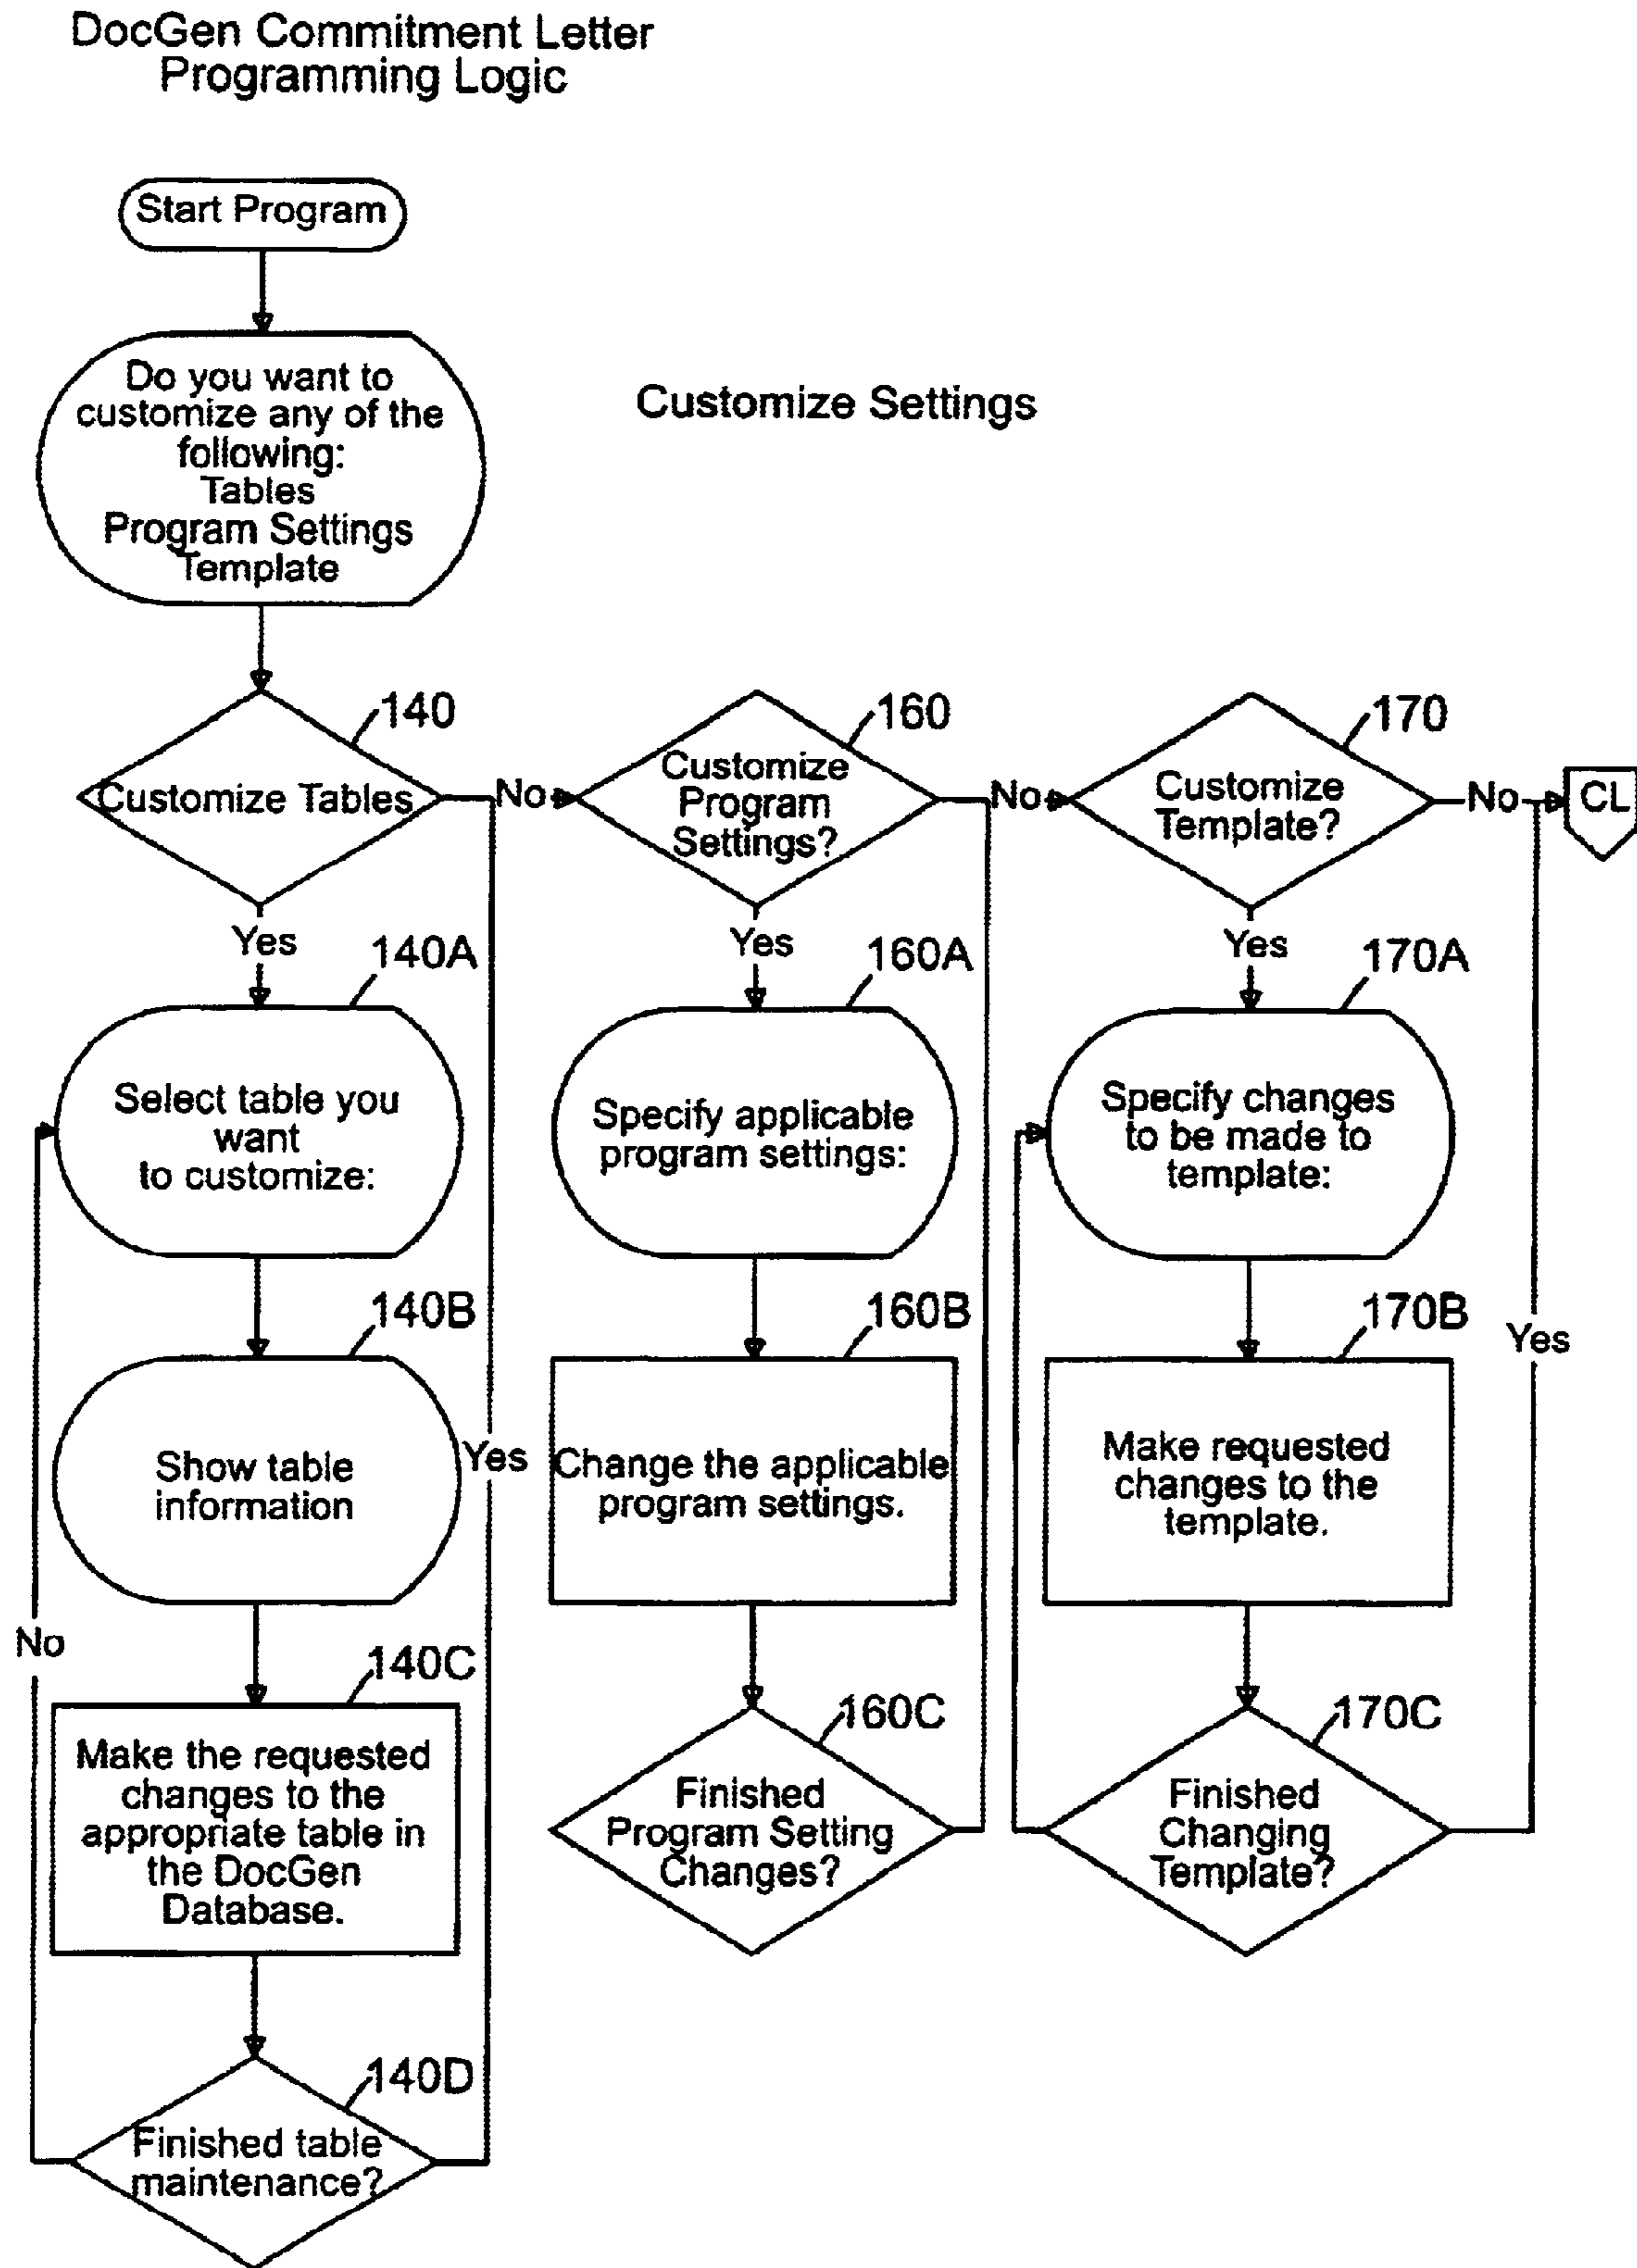 DocGen Commitment Letter
Programming Logic
Start Program
Do you want to
customize any of the
following:
Tables
Program Settings
Template
Customize Settings
140
Customize Tables
No
Yes
160
Customize
Program
Settings?
No
Yes
170
Customize
Template?
No
Yes
CL
140A
Select table you
want
to customize:
140B
Show table
information
Yes
No
140C
Make the requested
changes to the
appropriate table in
the DocGen
Database.
140D
Finished table
maintenance?
160A
Specify applicable
program settings:
160B
Change the applicable
program settings.
160C
Finished
Program Setting
Changes?
170A
Specify changes
to be made to
template:
170B
Make requested
changes to the
template.
Yes
170C
Finished
Changing
Template?